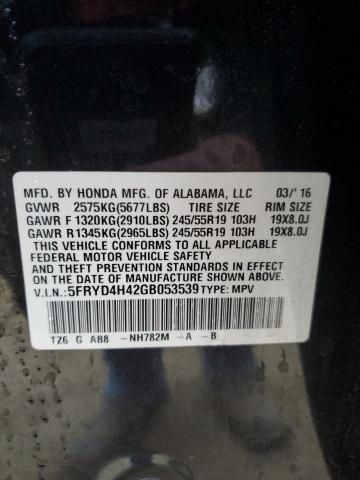 MFD. BY HONDA MFG. OF ALABAMA, LLC 03/'16
GVWR 2575KG(5677LBS) TIRE SIZE RIM SIZE
GAWR F 1320KG(2910LBS) 245/55R19 103H 19X8.0J
GAWR R 1345KG(2965LBS) 245/55R19 103H 19X8.0J
THIS VEHICLE CONFORMS TO ALL APPLICABLE
FEDERAL MOTOR VEHICLE SAFETY
AND THEFT PREVENTION STANDARDS IN EFFECT
ON THE DATE OF MANUFACTURE SHOWN ABOVE.
V.I.N.:5FRYD4H42GB053539 TYPE: MPV
TZ6 G AB8 -NH782M -A -B